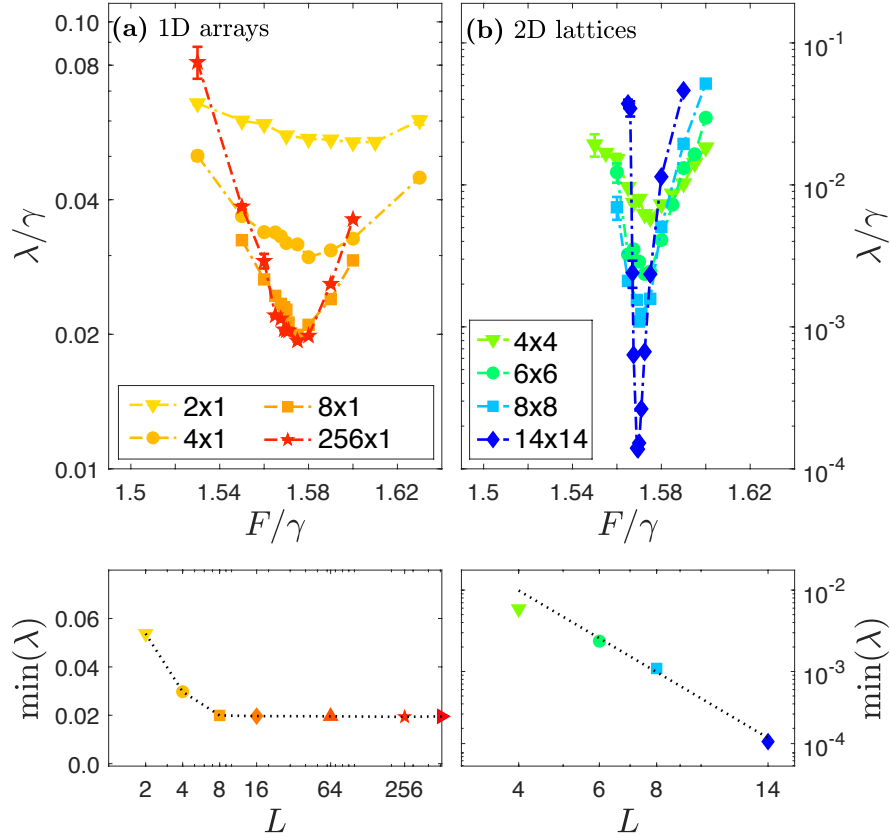 (a) 1D arrays
(b) 2D lattices
λ/γ
0.10
0.08
0.04
0.02
0.01
2x1
8x1
4x1
256x1
1.5
1.54
1.58
1.62
F/γ
4x4
6x6
8x8
14x14
1.5
1.54
1.58
1.62
F/γ
10⁻¹
10⁻²
10⁻³
10⁻⁴
λ/γ
min(λ)
0.06
0.04
0.02
0.0
2
4
8
16
64
256
L
4
6
8
14
L
10⁻²
10⁻³
10⁻⁴
min(λ)